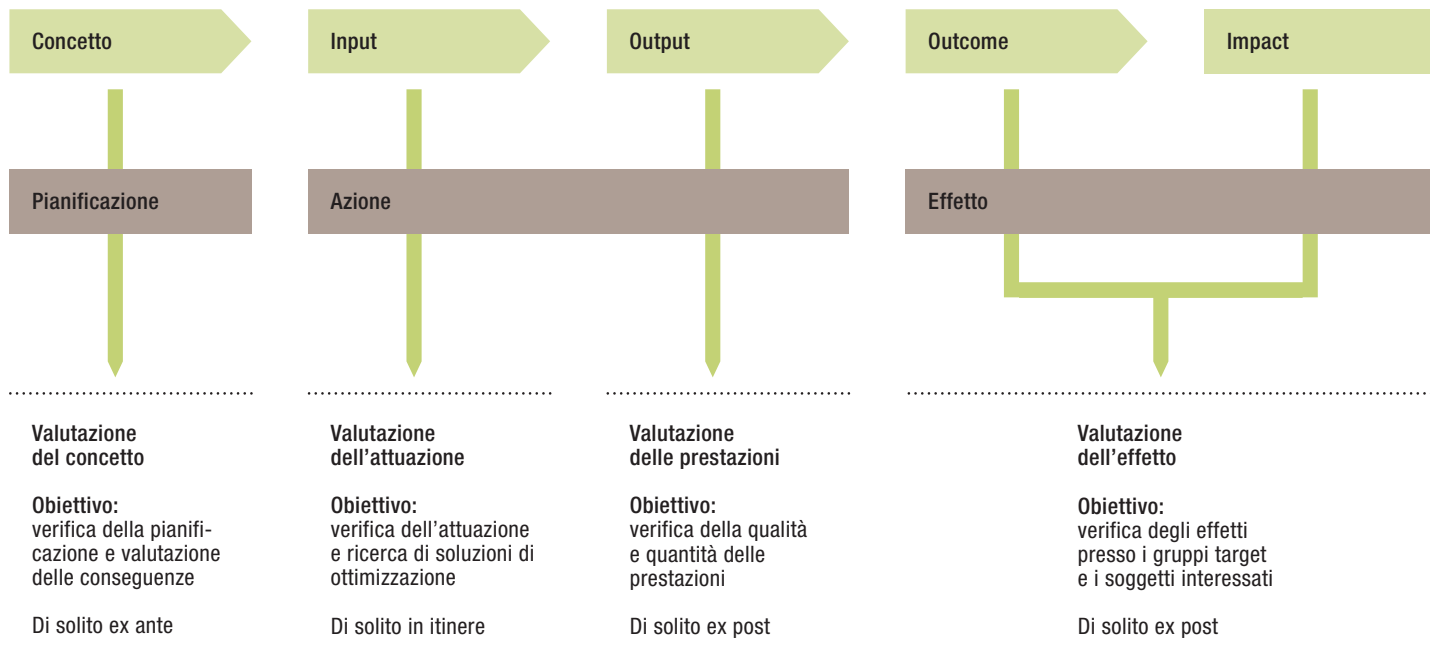 Concetto
Input
Output
Outcome
Impact
Pianificazione
Azione
Effetto
Valutazione
del concetto
Obiettivo:
verifica della pianifi-
cazione e valutazione
delle conseguenze
Di solito ex ante
Valutazione
dell'attuazione
Obiettivo:
verifica dell'attuazione
e ricerca di soluzioni di
ottimizzazione
Di solito in itinere
Valutazione
delle prestazioni
Obiettivo:
verifica della qualità
e quantità delle
prestazioni
Di solito ex post
Valutazione
dell'effetto
Obiettivo:
verifica degli effetti
presso i gruppi target
e i soggetti interessati
Di solito ex post